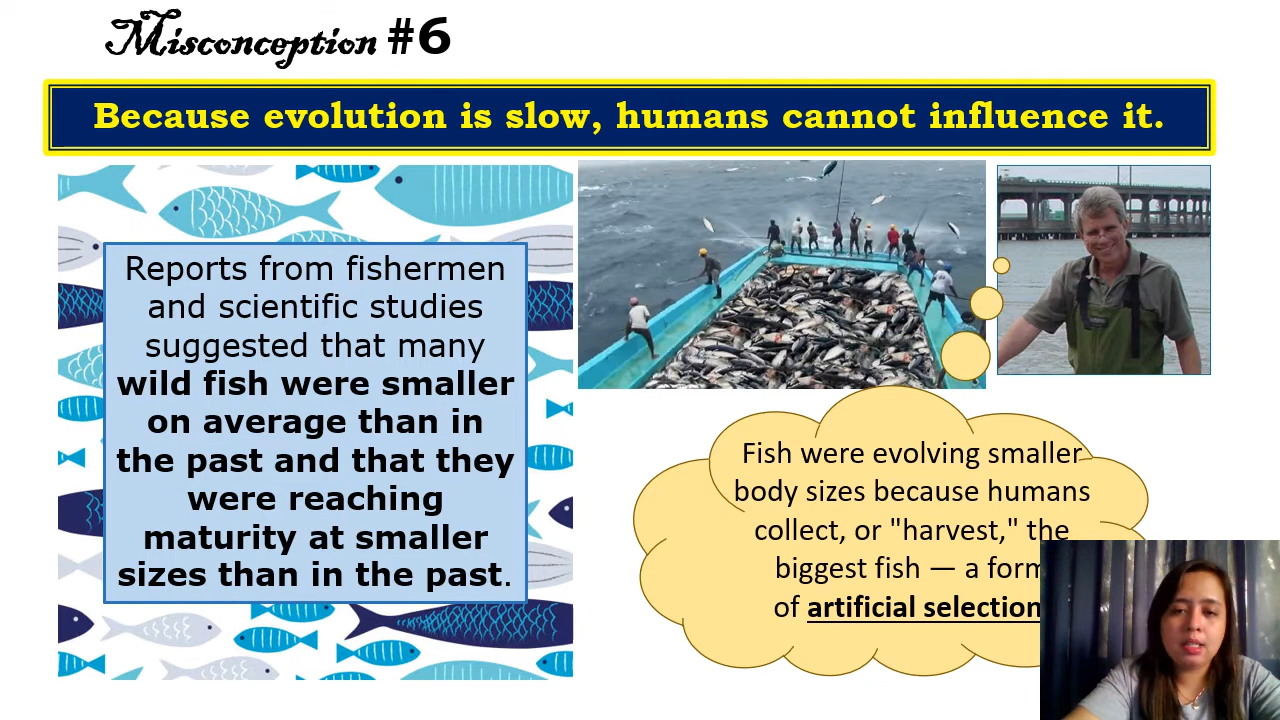 Misconception #6
Because evolution is slow, humans cannot influence it.
Reports from fishermen
and scientific studies
suggested that many
wild fish were smaller
on average than in
the past and that they
were reaching
maturity at smaller
sizes than in the past.
Fish were evolving smaller
body sizes because humans
collect, or "harvest," the
biggest fish — a form
of artificial selection